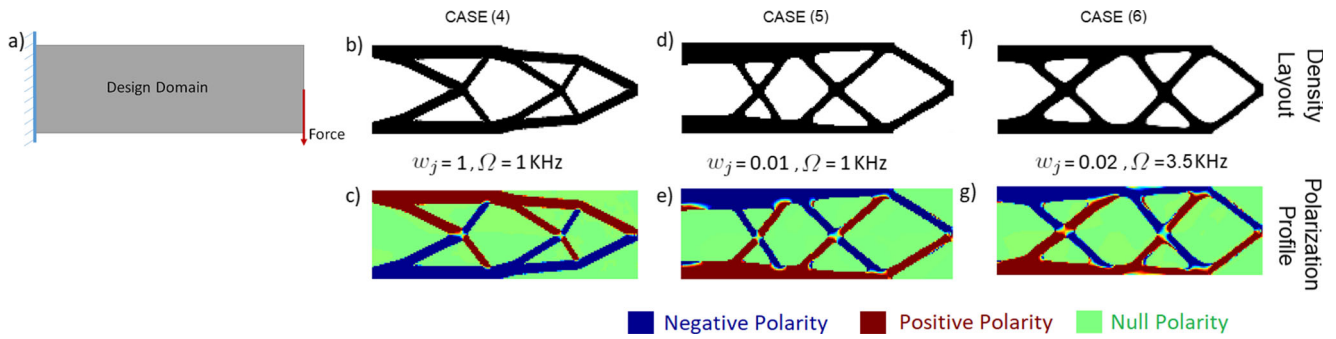 CASE (4)
CASE (5)
CASE (6)
a)
b)
d)
f)
Design Domain
Force
Density
Layout
w_j = 1 , Ω = 1 KHz
w_j = 0.01 , Ω = 1 KHz
w_j = 0.02 , Ω =3.5 KHz
c)
e)
g)
Polarization
Profile
Negative Polarity
Positive Polarity
Null Polarity